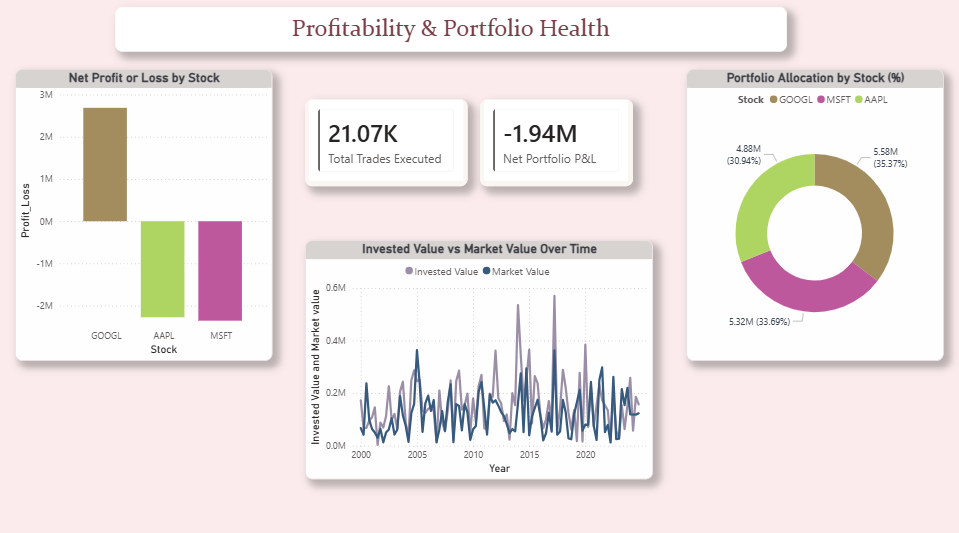 Profitability & Portfolio Health
Net Profit or Loss by Stock
3M
2M
1M
0M
-1M
-2M
Profit_Loss
GOOGL AAPL MSFT
Stock
21.07K
Total Trades Executed
-1.94M
Net Portfolio P&L
Invested Value vs Market Value Over Time
Invested Value Market Value
0.6M
0.4M
0.2M
0.0M
Invested Value and Market value
2000 2005 2010 2015 2020
Year
Portfolio Allocation by Stock (%)
Stock GOOGL MSFT AAPL
4.88M
(30.94%)
5.58M
(35.37%)
5.32M (33.69%)